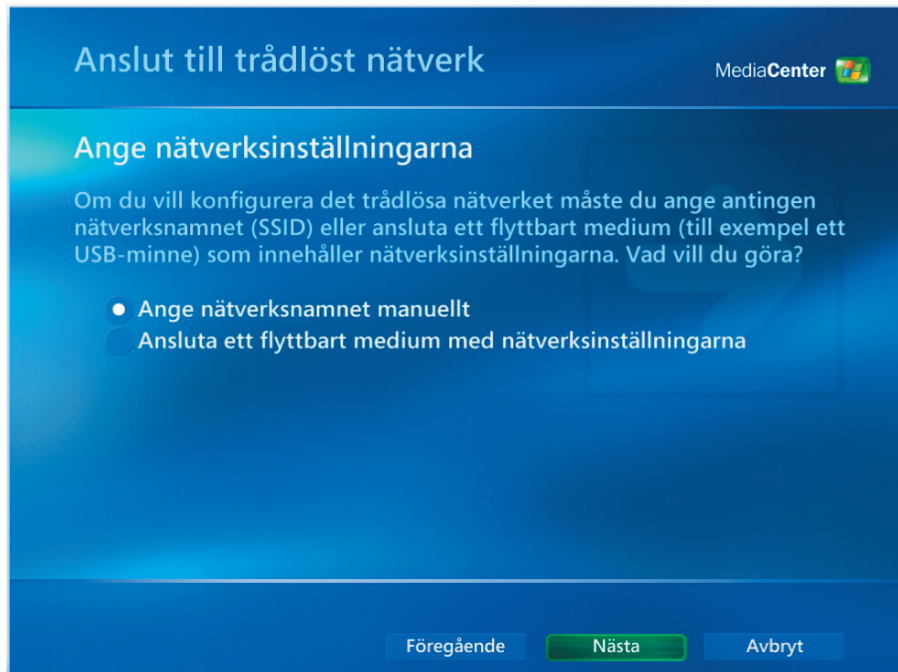 Anslut till trådlöst nätverk
MediaCenter
Ange nätverksinställningarna
Om du vill konfigurera det trådlösa nätverket måste du ange antingen
nätverksnamnet (SSID) eller ansluta ett flyttbart medium (till exempel ett
USB-minne) som innehåller nätverksinställningarna. Vad vill du göra?
Ange nätverksnamnet manuellt
Ansluta ett flyttbart medium med nätverksinställningarna
Föregående Nästa Avbryt